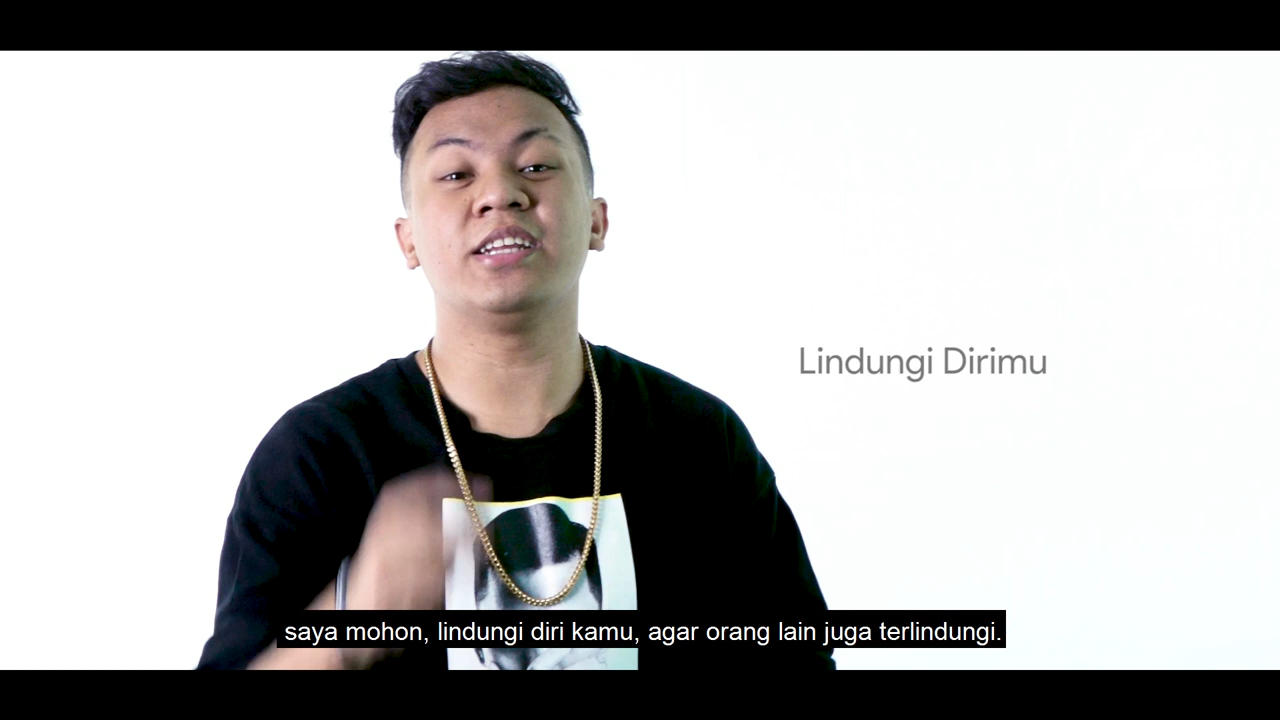 Lindungi Dirimu
saya mohon, lindungi diri kamu, agar orang lain juga terlindungi.